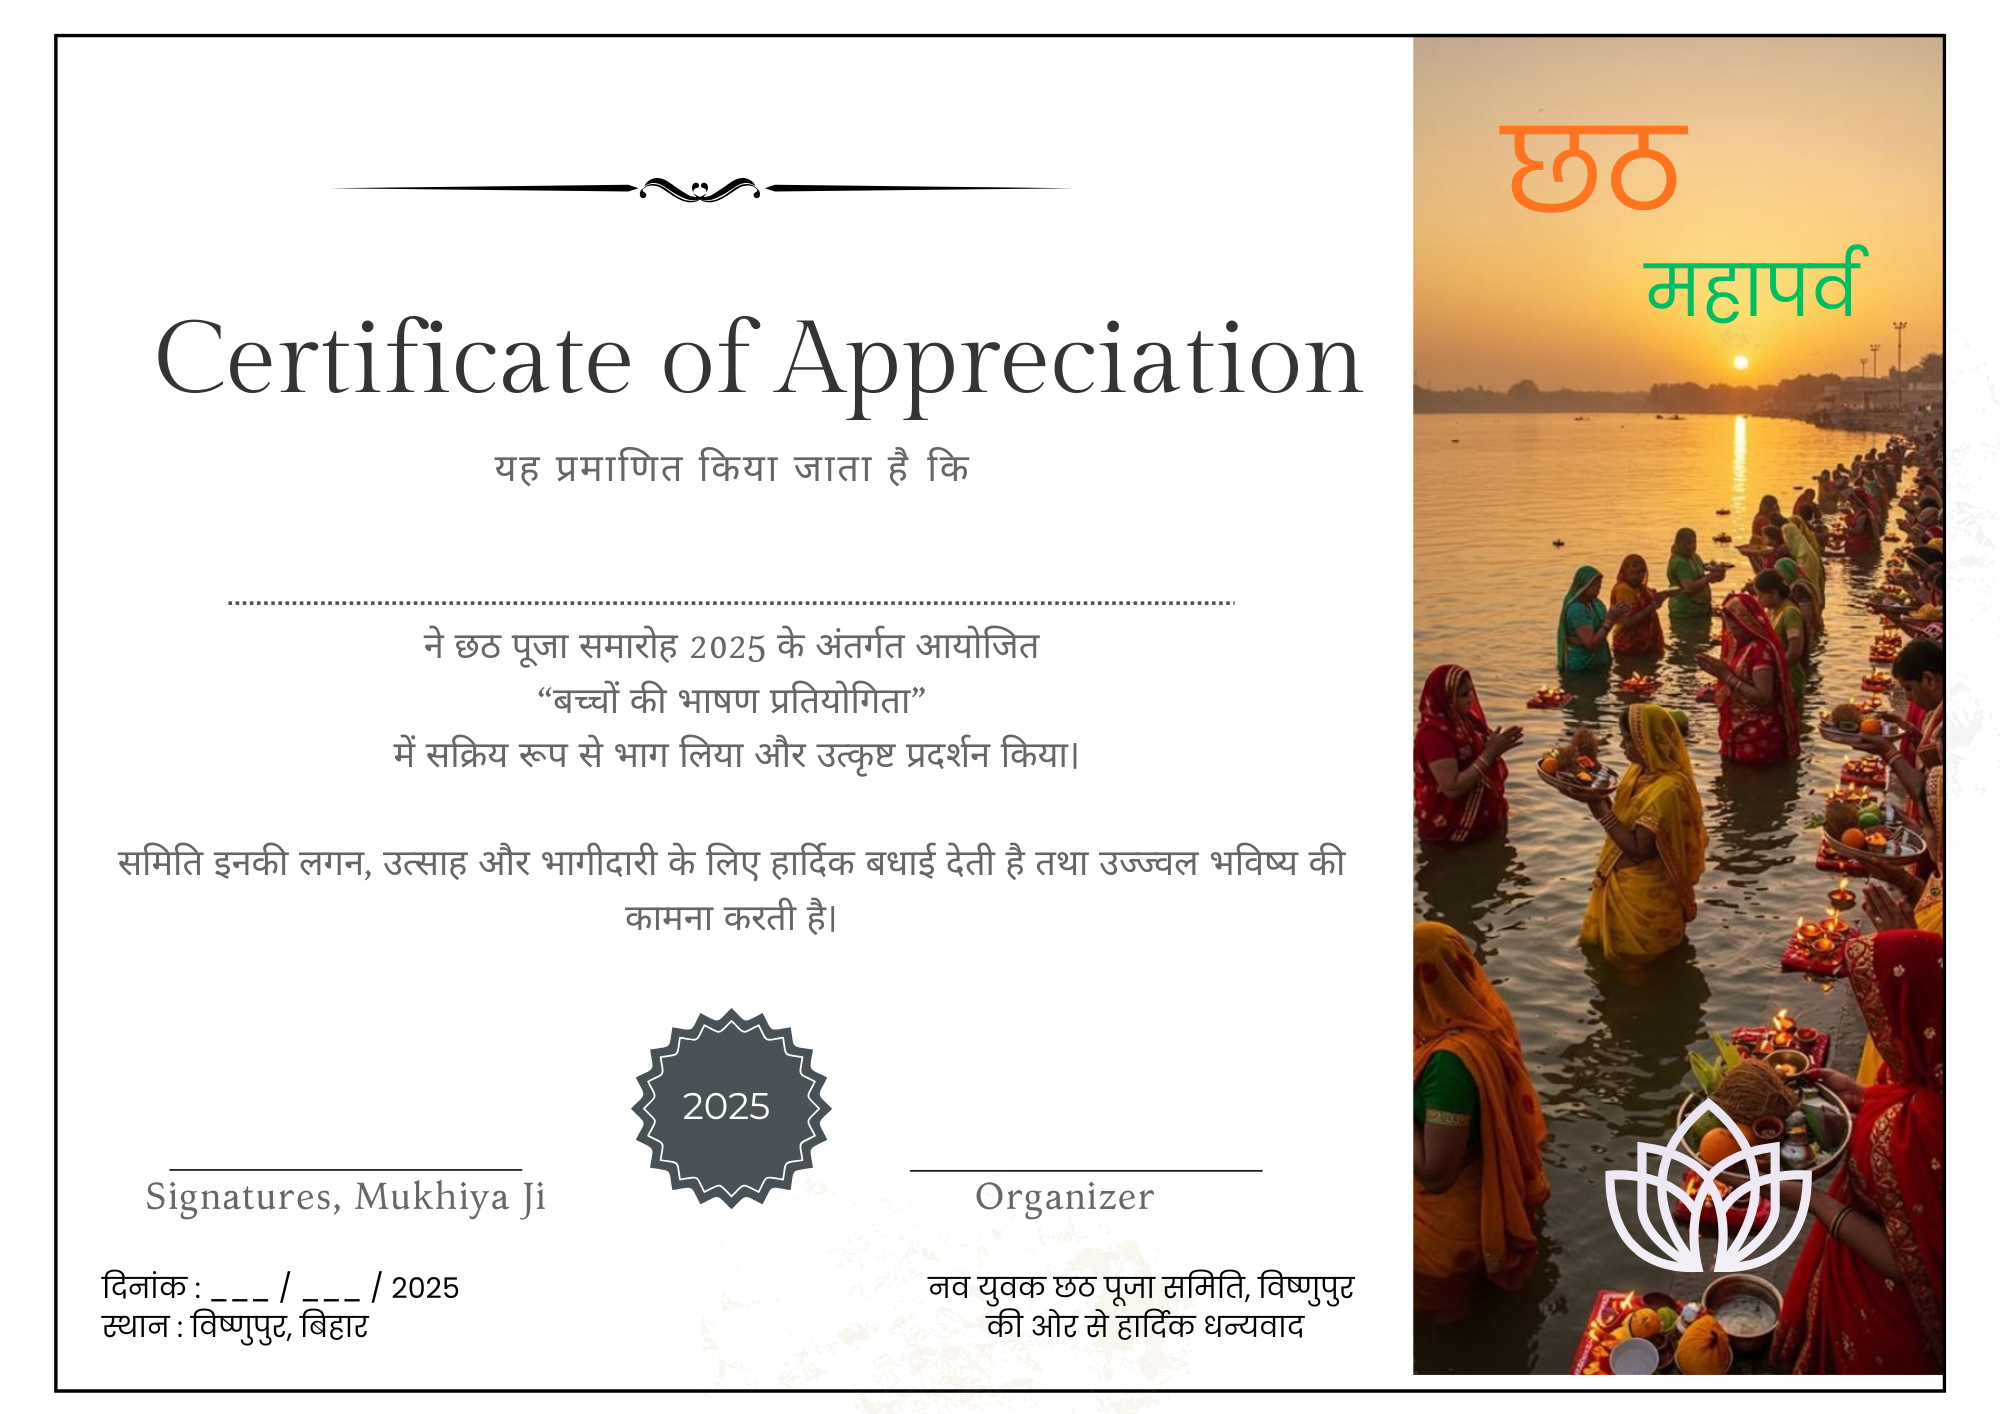 Certificate of Appreciation
यह प्रमाणित किया जाता है कि
ने छठ पूजा समारोह 2025 के अंतर्गत आयोजित
“बच्चों की भाषण प्रतियोगिता”
में सक्रिय रूप से भाग लिया और उत्कृष्ट प्रदर्शन किया।
समिति इनकी लगन, उत्साह और भागीदारी के लिए हार्दिक बधाई देती है तथा उज्ज्वल भविष्य की
कामना करती है।
2025
Signatures, Mukhiya Ji
Organizer
दिनांक : ___ / ___ / 2025
स्थान : विष्णुपुर, बिहार
नव युवक छठ पूजा समिति, विष्णुपुर
की ओर से हार्दिक धन्यवाद
छठ
महापर्व